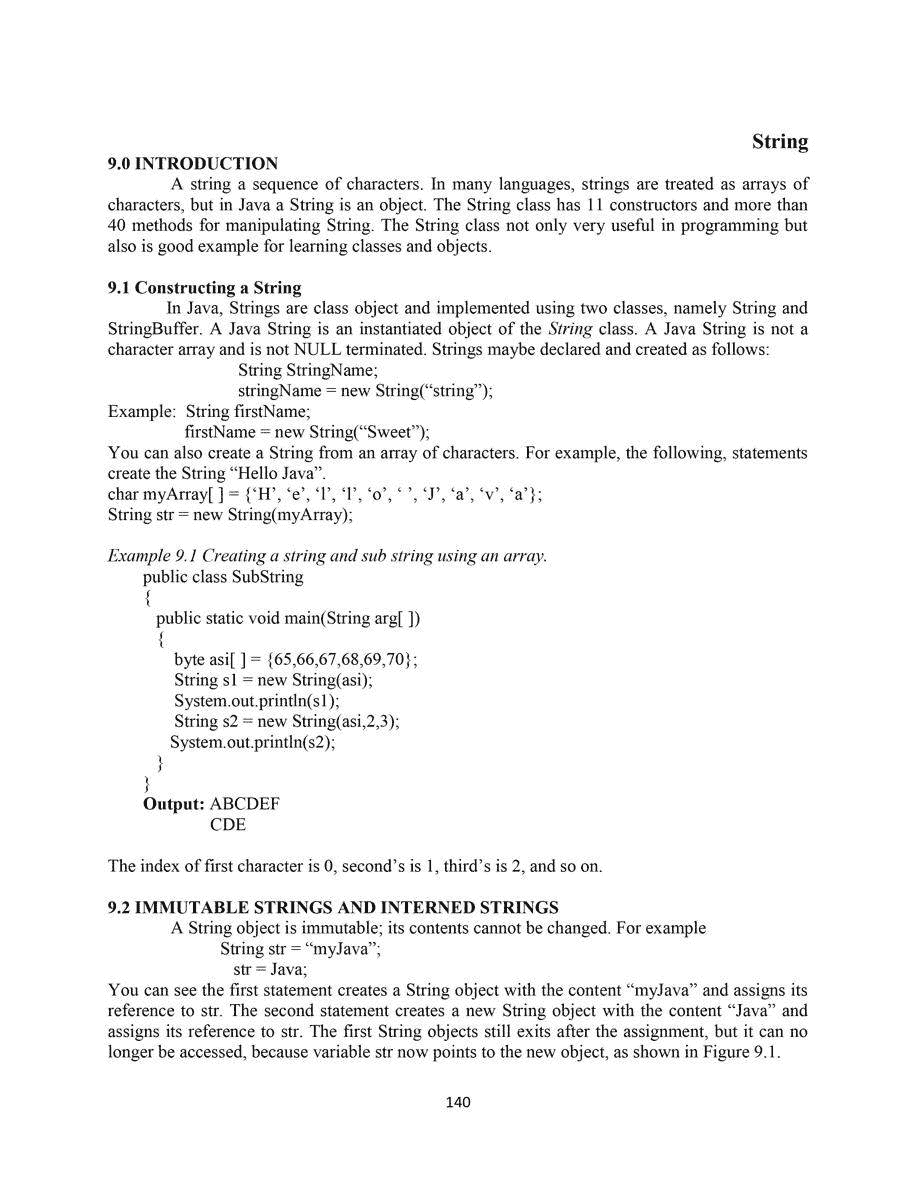 String
9.0 INTRODUCTION
A string a sequence of characters. In many languages, strings are treated as arrays of
characters, but in Java a String is an object. The String class has 11 constructors and more than
40 methods for manipulating String. The String class not only very useful in programming but
also is good example for learning classes and objects.
9.1 Constructing a String
In Java, Strings are class object and implemented using two classes, namely String and
StringBuffer. A Java String is an instantiated object of the String class. A Java String is not a
character array and is not NULL terminated. Strings maybe declared and created as follows:
String StringName;
stringName = new String(“string”);
Example: String firstName;
firstName = new String(“Sweet”);
You can also create a String from an array of characters. For example, the following, statements
create the String “Hello Java”.
char myArray[ ] = {‘H’, ‘e’, ‘l’, ‘l’, ‘o’, ‘ ’, ‘J’, ‘a’, ‘v’, ‘a’};
String str = new String(myArray);
Example 9.1 Creating a string and sub string using an array.
public class SubString
{
public static void main(String arg[ ])
{
byte asi[ ] = {65,66,67,68,69,70};
String s1 = new String(asi);
System.out.println(s1);
String s2 = new String(asi,2,3);
System.out.println(s2);
}
}
Output: ABCDEF
CDE
The index of first character is 0, second’s is 1, third’s is 2, and so on.
9.2 IMMUTABLE STRINGS AND INTERNED STRINGS
A String object is immutable; its contents cannot be changed. For example
String str = “myJava”;
str = Java;
You can see the first statement creates a String object with the content “myJava” and assigns its
reference to str. The second statement creates a new String object with the content “Java” and
assigns its reference to str. The first String objects still exits after the assignment, but it can no
longer be accessed, because variable str now points to the new object, as shown in Figure 9.1.
140